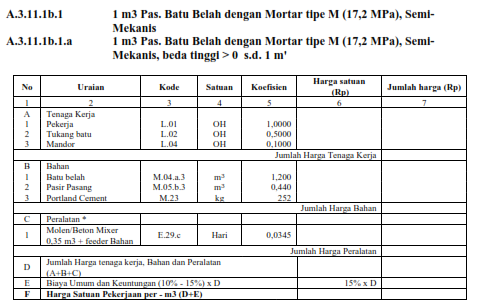 A.3.11.1b.1 1 m3 Pas. Batu Belah dengan Mortar tipe M (17,2 MPa), Semi-
Mekanis
A.3.11.1b.1.a 1 m3 Pas. Batu Belah dengan Mortar tipe M (17,2 MPa), Semi-
Mekanis, beda tinggi > 0 s.d. 1 m'
No Uraian Kode Satuan Koefisien Harga satuan (Rp) Jumlah harga (Rp)
1 2 3 4 5 6 7
A Tenaga Kerja
1 Pekerja L.01 OH 1,0000
2 Tukang batu L.02 OH 0,5000
3 Mandor L.04 OH 0,1000
Jumlah Harga Tenaga Kerja
B Bahan
1 Batu belah M.04.a.3 m³ 1,200
2 Pasir Pasang M.05.b.3 m³ 0,440
3 Portland Cement M.23 kg 252
Jumlah Harga Bahan
C Peralatan *
1 Molen/Beton Mixer E.29.c Hari 0,0345
0,35 m3 + feeder Bahan
Jumlah Harga Peralatan
D Jumlah Harga tenaga kerja, Bahan dan Peralatan
(A+B+C)
E Biaya Umum dan Keuntungan (10% - 15%) x D 15% x D
F Harga Satuan Pekerjaan per - m3 (D+E)